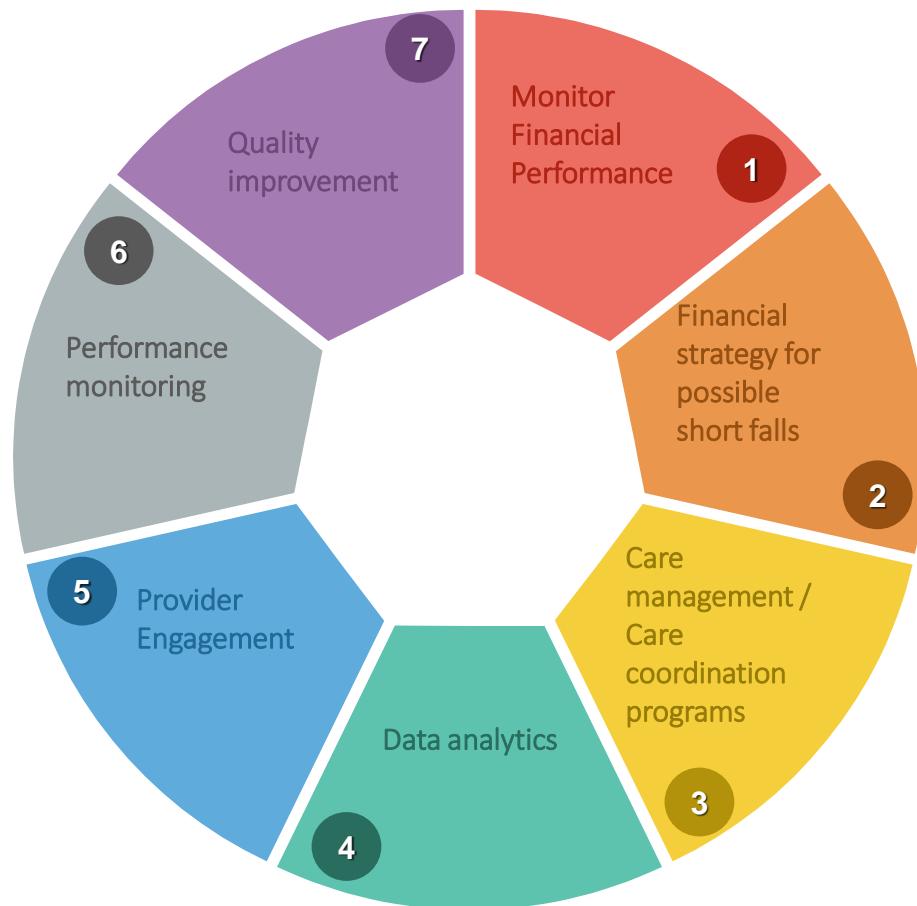 Monitor
Financial
Performance
1
Financial
strategy for
possible
short falls
2
Care
management /
Care
coordination
programs
3
Data analytics
4
Provider
Engagement
5
Performance
monitoring
6
Quality
improvement
7